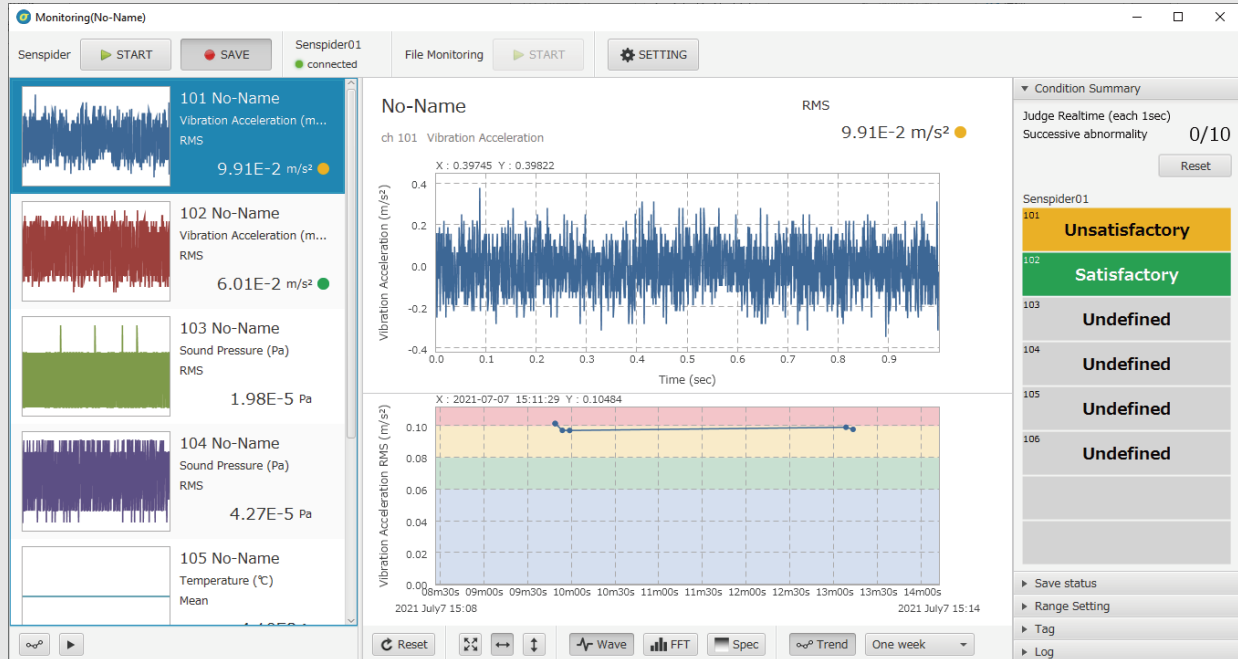 Monitoring(No-Name)
Senspider START SAVE Senspider01 connected File Monitoring START SETTING
101 No-Name
Vibration Acceleration (m...
RMS
9.91E-2 m/s²
102 No-Name
Vibration Acceleration (m...
RMS
6.01E-2 m/s²
103 No-Name
Sound Pressure (Pa)
RMS
1.98E-5 Pa
104 No-Name
Sound Pressure (Pa)
RMS
4.27E-5 Pa
105 No-Name
Temperature (℃)
Mean
No-Name
RMS
ch 101 Vibration Acceleration
9.91E-2 m/s²
X : 0.39745 Y : 0.39822
Vibration Acceleration (m/s²)
0.4
0.2
0.0
-0.2
-0.4
0.0 0.1 0.2 0.3 0.4 0.5 0.6 0.7 0.8 0.9
Time (sec)
X : 2021-07-07 15:11:29 Y : 0.10484
Vibration Acceleration RMS (m/s²)
0.10
0.08
0.06
0.04
0.02
0.00
08m30s 09m00s 09m30s 10m00s 10m30s 11m00s 11m30s 12m00s 12m30s 13m00s 13m30s 14m00s
2021 July7 15:08 2021 July7 15:14
Reset Wave FFT Spec Trend One week
Condition Summary
Judge Realtime (each 1sec)
Successive abnormality 0/10
Reset
Senspider01
101
Unsatisfactory
102
Satisfactory
103
Undefined
104
Undefined
105
Undefined
106
Undefined
Save status
Range Setting
Tag
Log